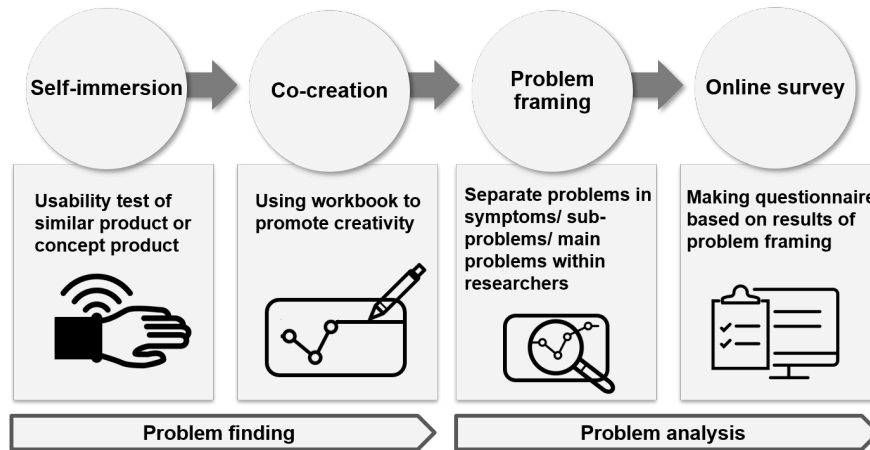 Self-immersion
Co-creation
Problem
framing
Online survey
Usability test of
similar product or
concept product
Using workbook to
promote creativity
Separate problems in
symptoms/ sub-
problems/ main
problems within
researchers
Making questionnaire
based on results of
problem framing
Problem finding
Problem analysis